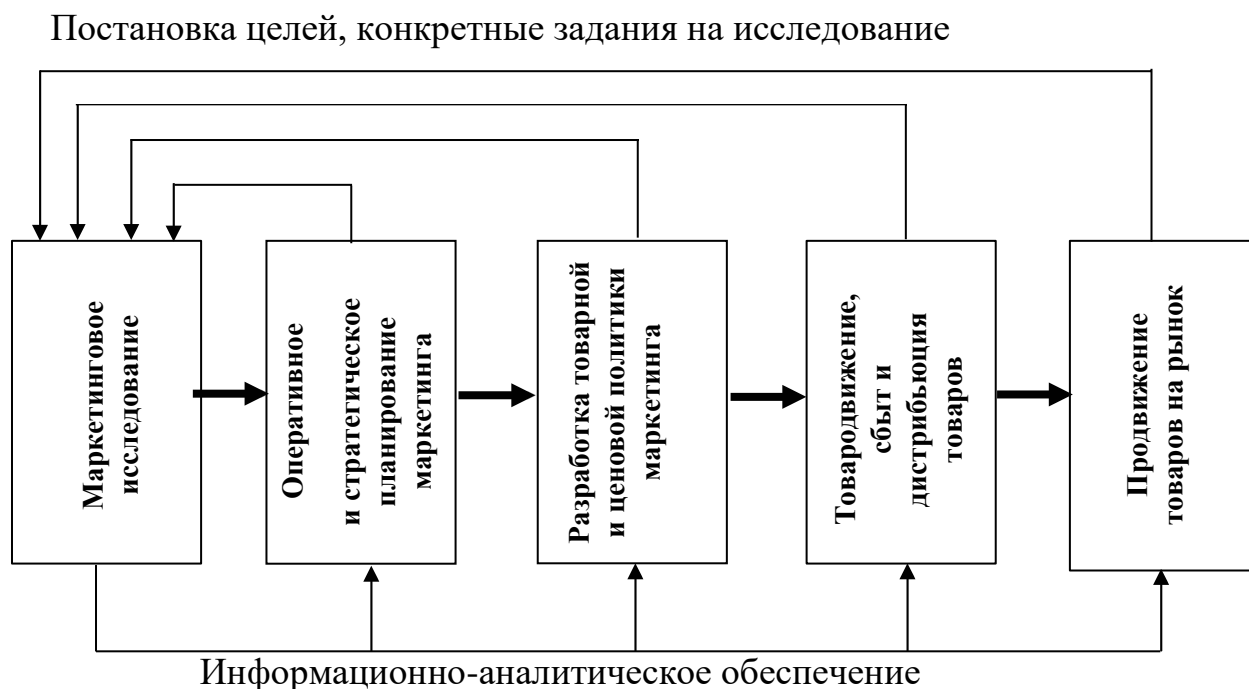 Постановка целей, конкретные задания на исследование
Маркетинговое
исследование
Оперативное
и стратегическое
планирование
маркетинга
Разработка товарной
и ценовой политики
маркетинга
Товародвижение,
сбыт и
дистрибьюция
товаров
Продвижение
товаров на рынок
Информационно-аналитическое обеспечение